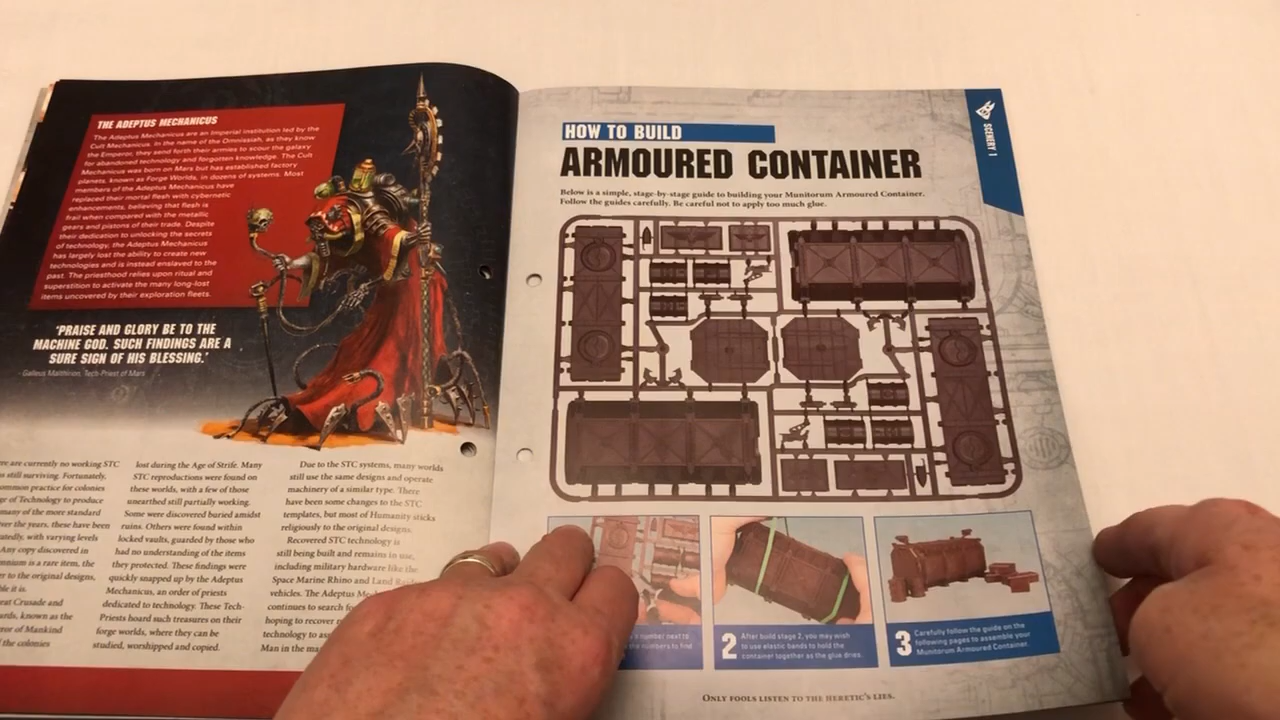 THE ADEPTUS MECHANICUS
The Adeptus Mechanicus are an Imperial institution led by the
Cult Mechanicus. In the name of the Omnissiah, as they know
the Emperor, they send forth their armies to scour the galaxy
for abandoned technology and forgotten knowledge. The Cult
Mechanicus was born on Mars but has established factory
planets, known as Forge Worlds, in dozens of systems. Most
members of the Adeptus Mechanicus have
replaced their mortal flesh with cybernetic
enhancements, believing that flesh is
frail when compared with the metallic
gears and pistons of their trade. Despite
their dedication to unlocking the secrets
of technology, the Adeptus Mechanicus
has largely lost the ability to create new
technologies and is instead enslaved to the
past. The priesthood relies upon ritual and
superstition to activate the many long-lost
items uncovered by their exploration fleets.
'PRAISE AND GLORY BE TO THE
MACHINE GOD. SUCH FINDINGS ARE A
SURE SIGN OF HIS BLESSING.'
- Galleus Malthirion, Tech-Priest of Mars
are currently no working STC
still surviving. Fortunately,
common practice for colonies
of Technology to produce
many of the more standard
the years, these have been
with varying levels
Any copy discovered in
is a rare item, the
to the original designs,
it is.
Crusade and
known as the
of Mankind
the colonies
lost during the Age of Strife. Many
STC reproductions were found on
these worlds, with a few of those
unearthed still partially working.
Some were discovered buried amidst
ruins. Others were found within
locked vaults, guarded by those who
had no understanding of the items
they protected. These findings were
quickly snapped up by the Adeptus
Mechanicus, an order of priests
dedicated to technology. These Tech-
Priests hoard such treasures on their
forge worlds, where they can be
studied, worshipped and copied.
Due to the STC systems, many worlds
still use the same designs and operate
machinery of a similar type. There
have been some changes to the STC
templates, but most of Humanity sticks
religiously to the original designs.
Recovered STC technology is
still being built and remains in use,
including military hardware like the
Space Marine Rhino and Land Raider
vehicles. The Adeptus
continues to search
hoping to recover
technology to
Man in the
HOW TO BUILD
ARMOURED CONTAINER
Below is a simple, stage-by-stage guide to building your Munitorum Armoured Container.
Follow the guides carefully. Be careful not to apply too much glue.
SCENERY 1
number next to
the numbers to find
2 After build stage 2, you may wish
to use elastic bands to hold the
container together as the glue dries.
3 Carefully follow the guide on the
following pages to assemble your
Munitorum Armoured Container.
ONLY FOOLS LISTEN TO THE HERETIC'S LIES.